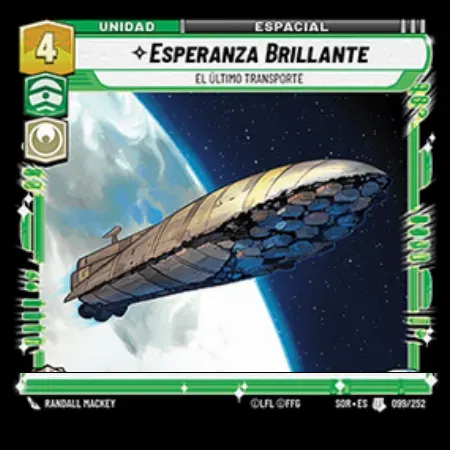 UNIDAD ESPACIAL
4 ESPERANZA BRILLANTE
EL ÚLTIMO TRANSPORTE
RANDALL MACKEY ©LFL ©FFG SOR • ES 099/252